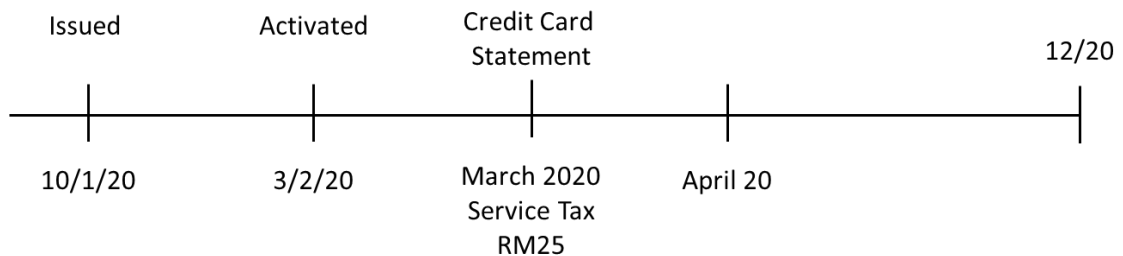 Issued
Activated
Credit Card
Statement
12/20
10/1/20
3/2/20
March 2020
Service Tax
RM25
April 20